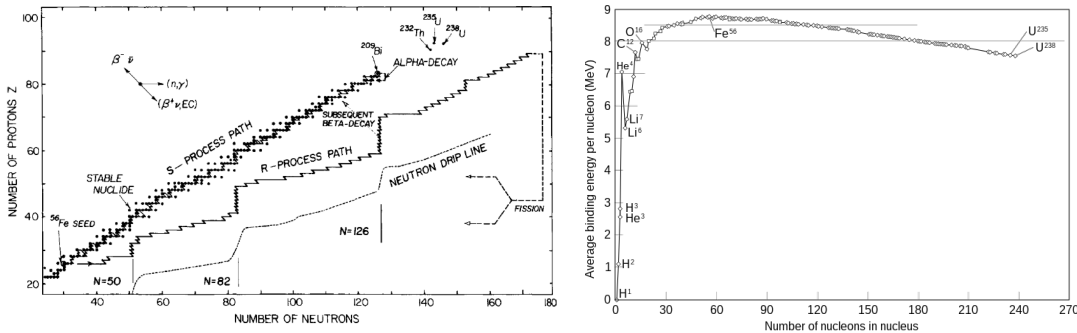 NUMBER OF PROTONS Z
100
80
60
40
20
²³²Th
²³⁵U
²³⁸U
²⁰⁹Bi
ALPHA-DECAY
β⁻ ν̄
(n,γ)
(β⁺ν,EC)
SUBSEQUENT
BETA-DECAY
S-PROCESS PATH
R-PROCESS PATH
NEUTRON DRIP LINE
STABLE
NUCLIDE
⁵⁶Fe SEED
FISSION
N=126
N=50
N=82
40
60
80
100
120
140
160
180
NUMBER OF NEUTRONS
Average binding energy per nucleon (MeV)
9
8
7
6
5
4
3
2
1
0
O¹⁶
C¹²
He⁴
Li⁷
Li⁶
H³
He³
H²
H¹
Fe⁵⁶
U²³⁵
U²³⁸
0
30
60
90
120
150
180
210
240
270
Number of nucleons in nucleus